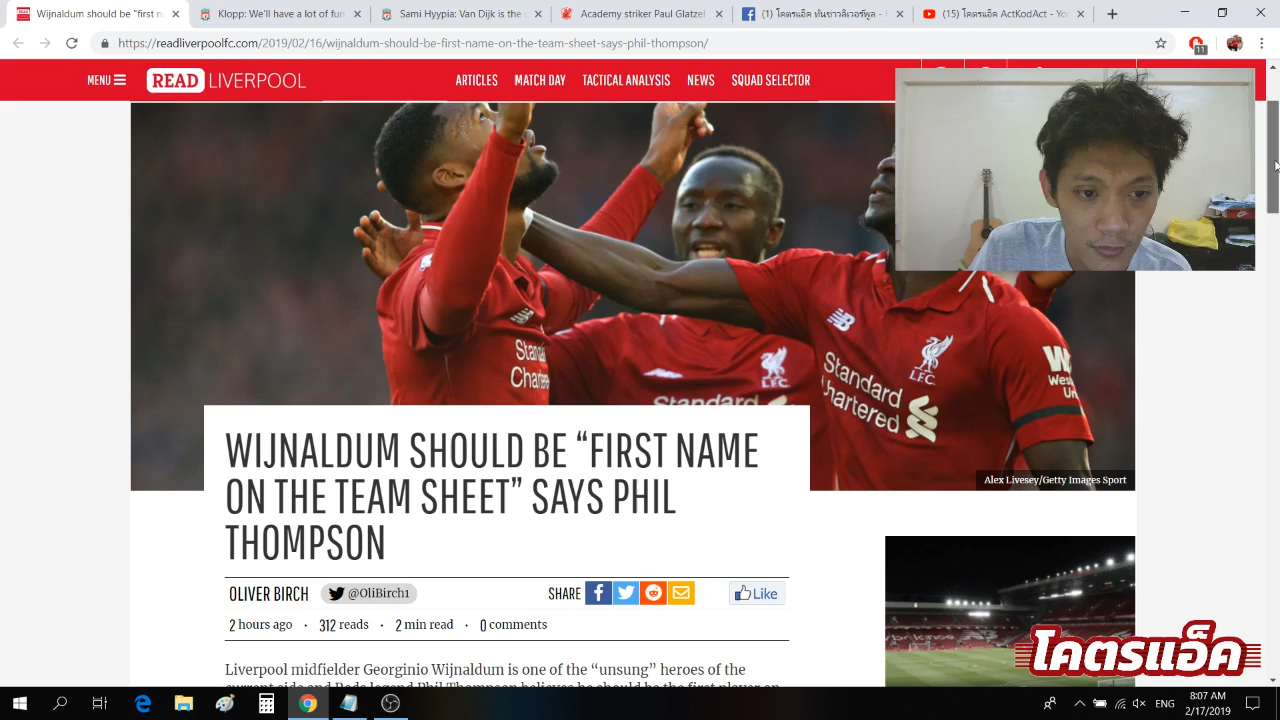 Wijnaldum should be "first n
Klopp: We'll have a lot of fun
Sami Hyypia: Van Dijk is the
Academy striker Paul Glatzel
(1) โคตรแอ็ค พันข่าวลิเวอร์พูล -
(15) โคตรแอ็ค ActKodAct - You
https://readliverpoolfc.com/2019/02/16/wijnaldum-should-be-first-name-on-the-team-sheet-says-phil-thompson/
11
MENU
READ LIVERPOOL
ARTICLES
MATCH DAY
TACTICAL ANALYSIS
NEWS
SQUAD SELECTOR
Standard
Chartered
L.F.C.
Standard
Standard
Chartered
L.F.C.
Alex Livesey/Getty Images Sport
WIJNALDUM SHOULD BE “FIRST NAME
ON THE TEAM SHEET” SAYS PHIL
THOMPSON
OLIVER BIRCH
@OliBirch1
SHARE
Like
2 hours ago · 312 reads · 2 min read · 0 comments
Liverpool midfielder Georginio Wijnaldum is one of the “unsung” heroes of the
โคตรแอ็ค
ENG
8:07 AM
2/17/2019